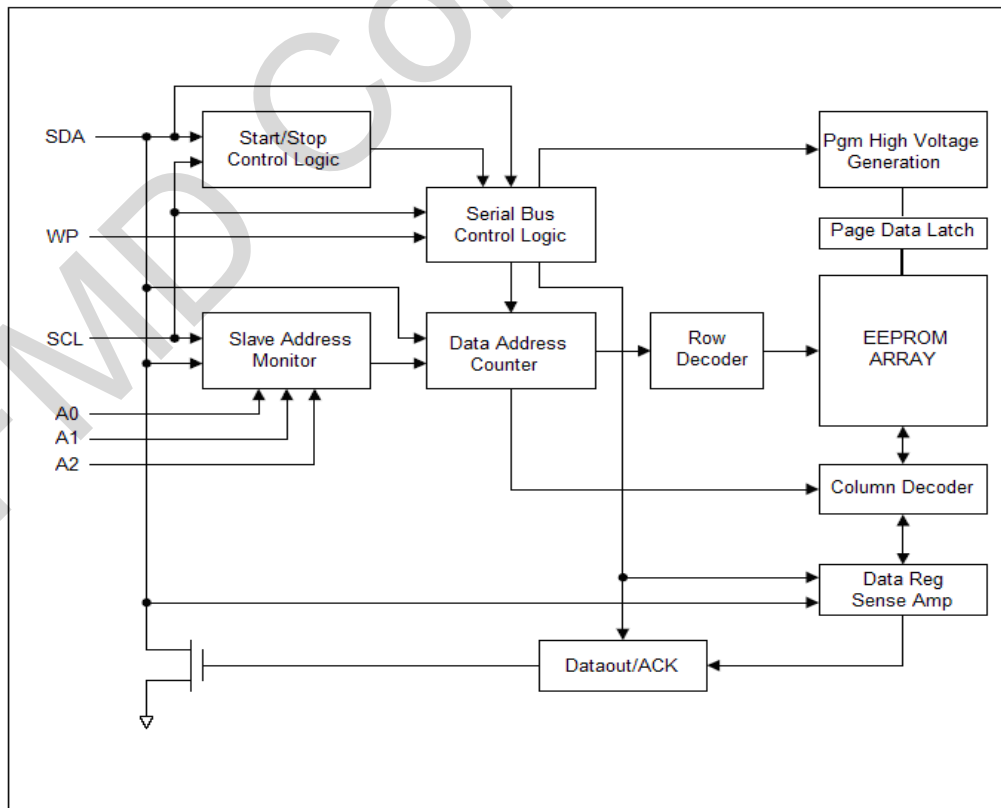 FMD Con
SDA
Start/Stop
Control Logic
Pgm High Voltage
Generation
WP
Serial Bus
Control Logic
Page Data Latch
SCL
Slave Address
Monitor
Data Address
Counter
Row
Decoder
EEPROM
ARRAY
A0
A1
A2
Column Decoder
Data Reg
Sense Amp
Dataout/ACK